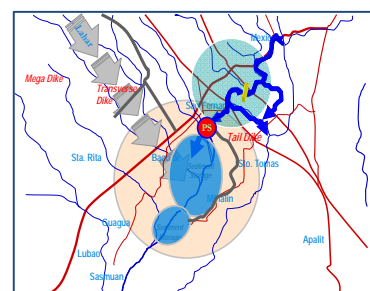 Lahar
Mexico
Mega Dike
Transverse
Dike
San Fernando
PS
Tail Dike
Sta. Rita
Bacolor
Sto. Tomas
Minalin
Guagua
Sediment
Apalit
Lubao
Sasmuan